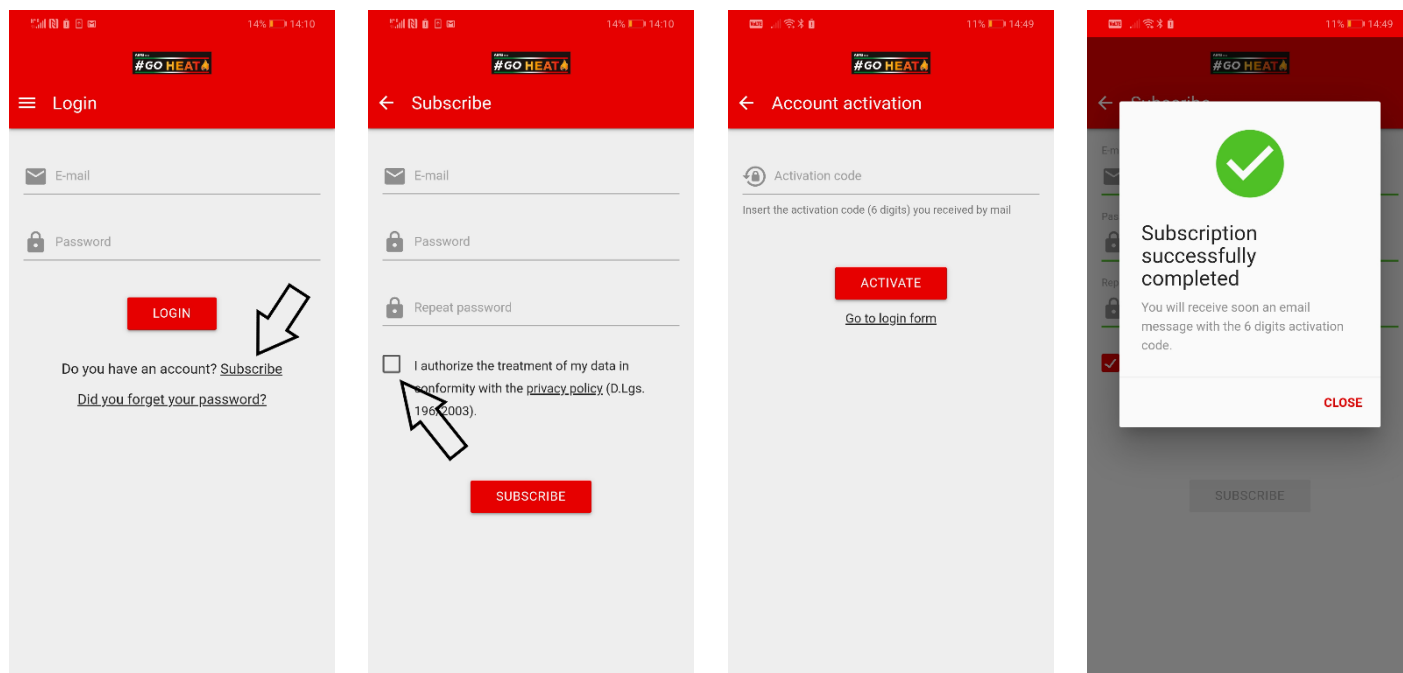 14% 14:10
#GO HEAT
Login
E-mail
Password
LOGIN
Do you have an account? Subscribe
Did you forget your password?
14% 14:10
#GO HEAT
Subscribe
E-mail
Password
Repeat password
I authorize the treatment of my data in
conformity with the privacy policy (D.Lgs.
196/2003).
SUBSCRIBE
11% 14:49
#GO HEAT
Account activation
Activation code
Insert the activation code (6 digits) you received by mail
ACTIVATE
Go to login form
11% 14:49
#GO HEAT
Subscribe
E-m
Pas
Rep
Subscription
successfully
completed
You will receive soon an email
message with the 6 digits activation
code.
CLOSE
SUBSCRIBE